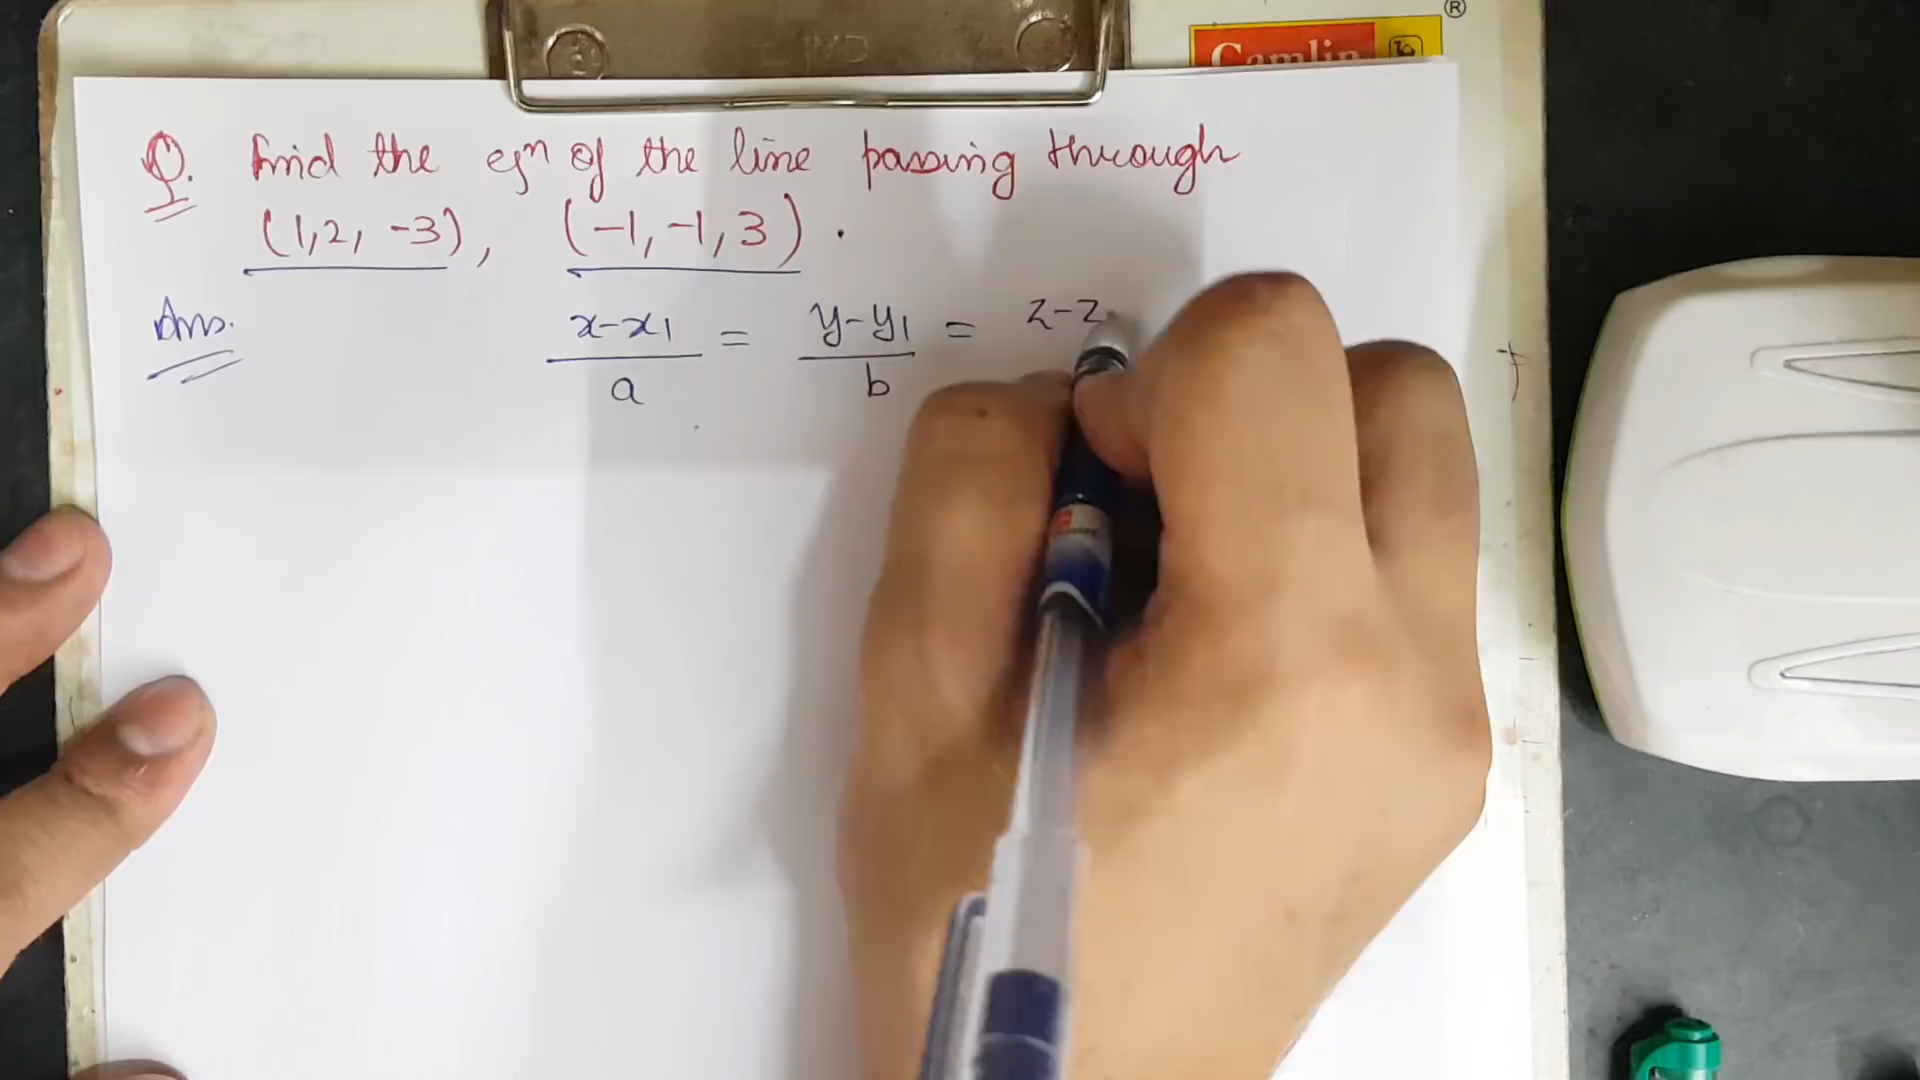 ®
Camlin
Q. Find the eqn of the line passing through
(1,2, -3), (-1,-1,3).
Ans. x-x1 = y-y1 = z-z
a b